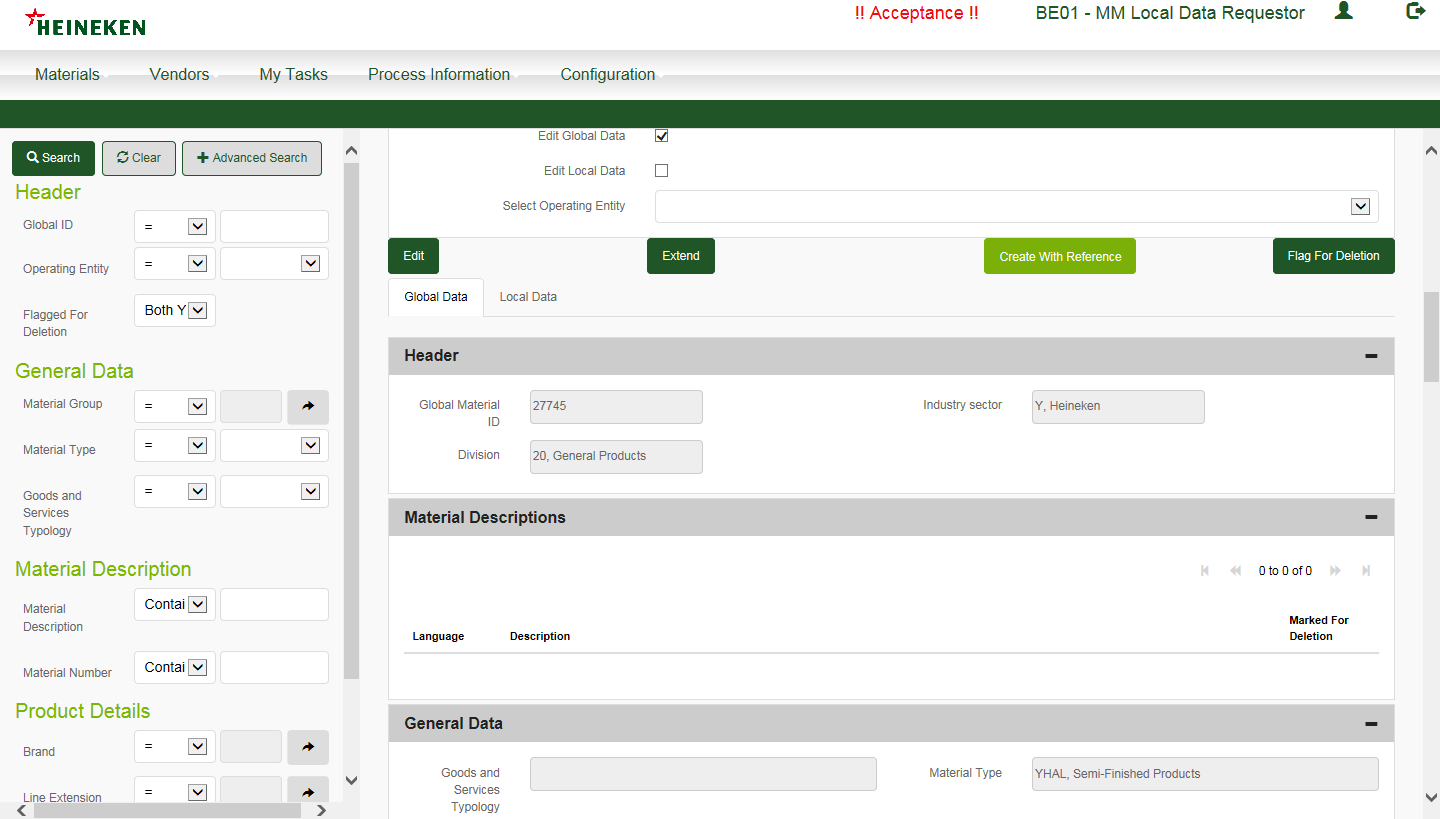 HEINEKEN
!! Acceptance !!
BE01 - MM Local Data Requestor
Materials
Vendors
My Tasks
Process Information
Configuration
Search
Clear
Advanced Search
Header
Global ID
=
Operating Entity
=
Flagged For
Deletion
Both Y
General Data
Material Group
=
Material Type
=
Goods and
Services
Typology
=
Material Description
Material
Description
Contai
Material Number
Contai
Product Details
Brand
=
Line Extension
=
Edit Global Data
Edit Local Data
Select Operating Entity
Edit
Extend
Create With Reference
Flag For Deletion
Global Data
Local Data
Header
Global Material
ID
27745
Industry sector
Y, Heineken
Division
20, General Products
Material Descriptions
0 to 0 of 0
Language
Description
Marked For
Deletion
General Data
Goods and
Services
Typology
Material Type
YHAL, Semi-Finished Products